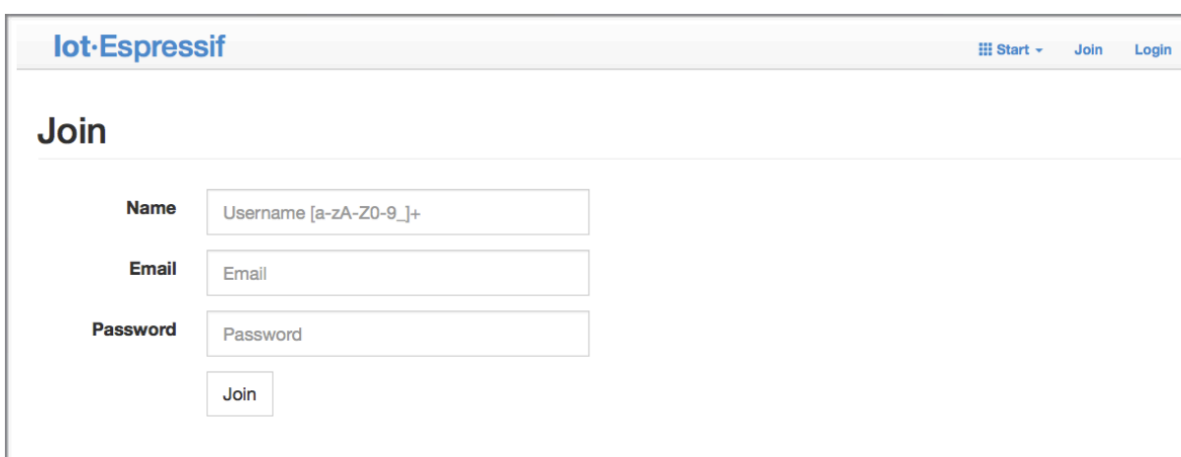 Iot·Espressif
Start Join Login
Join
Name Username [a-zA-Z0-9_]+
Email Email
Password Password
Join